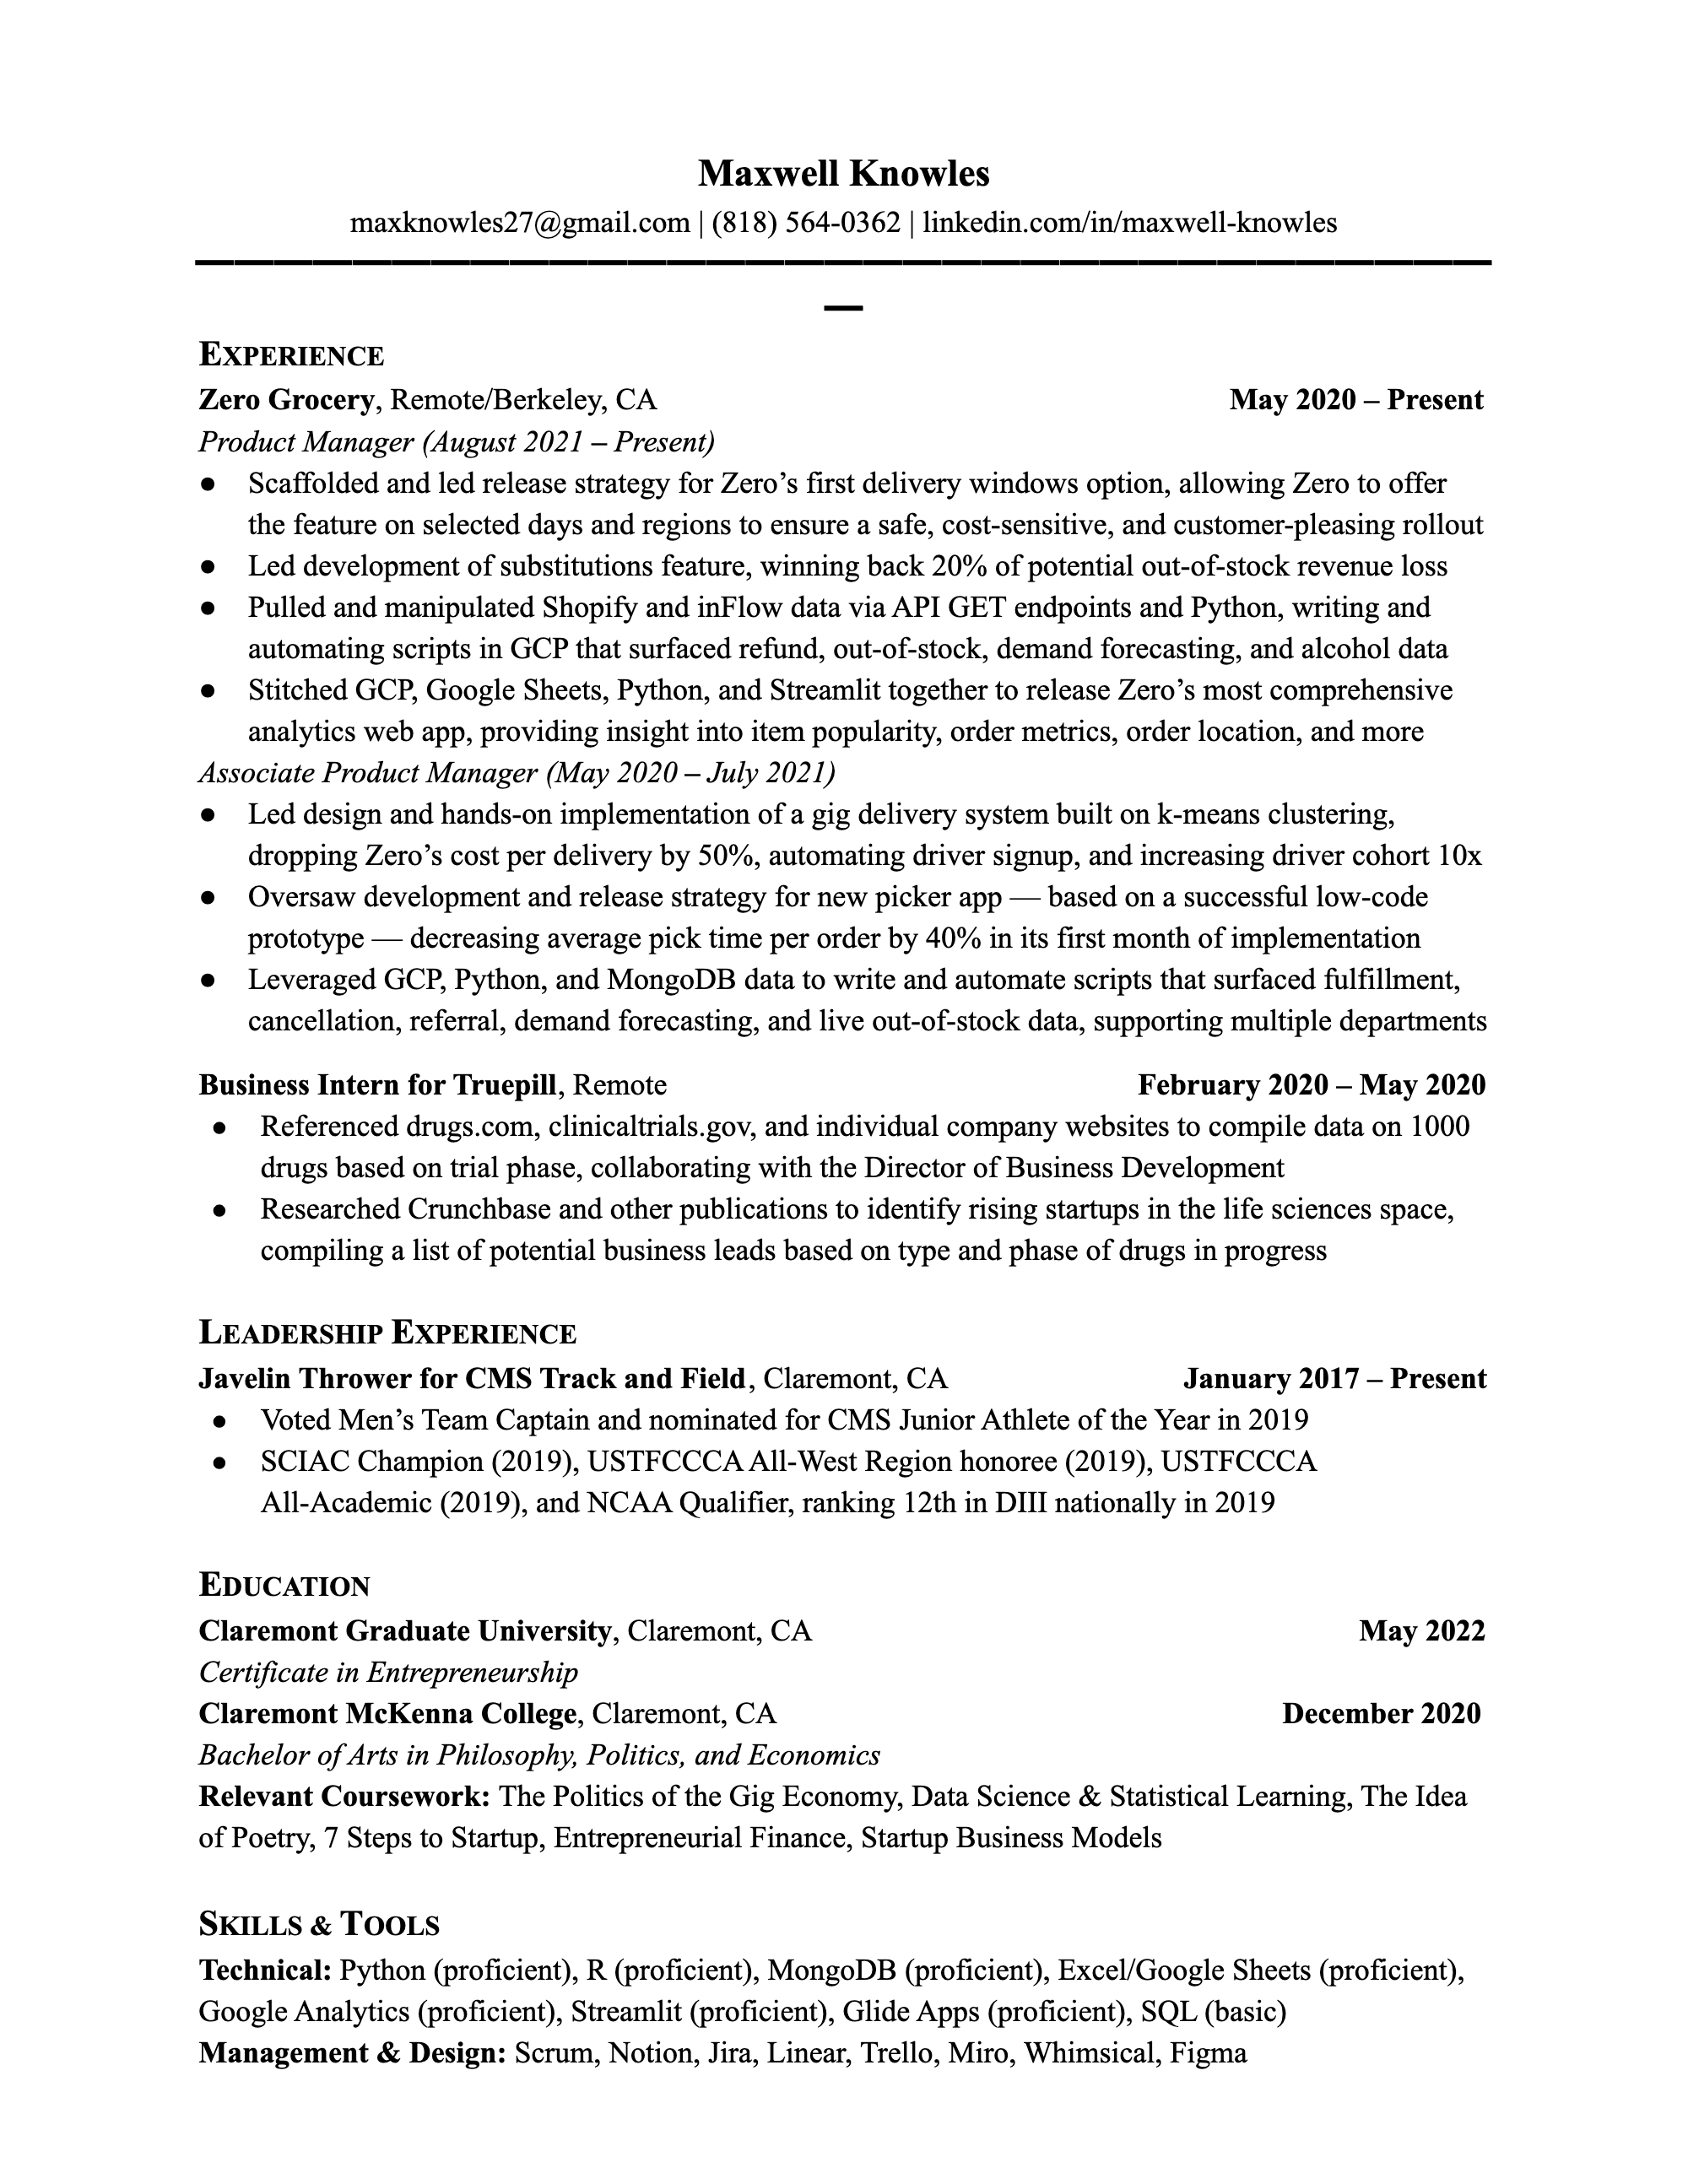 Maxwell Knowles
maxknowles27@gmail.com | (818) 564-0362 | linkedin.com/in/maxwell-knowles
EXPERIENCE
Zero Grocery, Remote/Berkeley, CA May 2020 – Present
Product Manager (August 2021 – Present)
● Scaffolded and led release strategy for Zero’s first delivery windows option, allowing Zero to offer
the feature on selected days and regions to ensure a safe, cost-sensitive, and customer-pleasing rollout
● Led development of substitutions feature, winning back 20% of potential out-of-stock revenue loss
● Pulled and manipulated Shopify and inFlow data via API GET endpoints and Python, writing and
automating scripts in GCP that surfaced refund, out-of-stock, demand forecasting, and alcohol data
● Stitched GCP, Google Sheets, Python, and Streamlit together to release Zero’s most comprehensive
analytics web app, providing insight into item popularity, order metrics, order location, and more
Associate Product Manager (May 2020 – July 2021)
● Led design and hands-on implementation of a gig delivery system built on k-means clustering,
dropping Zero’s cost per delivery by 50%, automating driver signup, and increasing driver cohort 10x
● Oversaw development and release strategy for new picker app — based on a successful low-code
prototype — decreasing average pick time per order by 40% in its first month of implementation
● Leveraged GCP, Python, and MongoDB data to write and automate scripts that surfaced fulfillment,
cancellation, referral, demand forecasting, and live out-of-stock data, supporting multiple departments
Business Intern for Truepill, Remote February 2020 – May 2020
● Referenced drugs.com, clinicaltrials.gov, and individual company websites to compile data on 1000
drugs based on trial phase, collaborating with the Director of Business Development
● Researched Crunchbase and other publications to identify rising startups in the life sciences space,
compiling a list of potential business leads based on type and phase of drugs in progress
LEADERSHIP EXPERIENCE
Javelin Thrower for CMS Track and Field, Claremont, CA January 2017 – Present
● Voted Men’s Team Captain and nominated for CMS Junior Athlete of the Year in 2019
● SCIAC Champion (2019), USTFCCCA All-West Region honoree (2019), USTFCCCA
All-Academic (2019), and NCAA Qualifier, ranking 12th in DIII nationally in 2019
EDUCATION
Claremont Graduate University, Claremont, CA May 2022
Certificate in Entrepreneurship
Claremont McKenna College, Claremont, CA December 2020
Bachelor of Arts in Philosophy, Politics, and Economics
Relevant Coursework: The Politics of the Gig Economy, Data Science & Statistical Learning, The Idea
of Poetry, 7 Steps to Startup, Entrepreneurial Finance, Startup Business Models
SKILLS & TOOLS
Technical: Python (proficient), R (proficient), MongoDB (proficient), Excel/Google Sheets (proficient),
Google Analytics (proficient), Streamlit (proficient), Glide Apps (proficient), SQL (basic)
Management & Design: Scrum, Notion, Jira, Linear, Trello, Miro, Whimsical, Figma